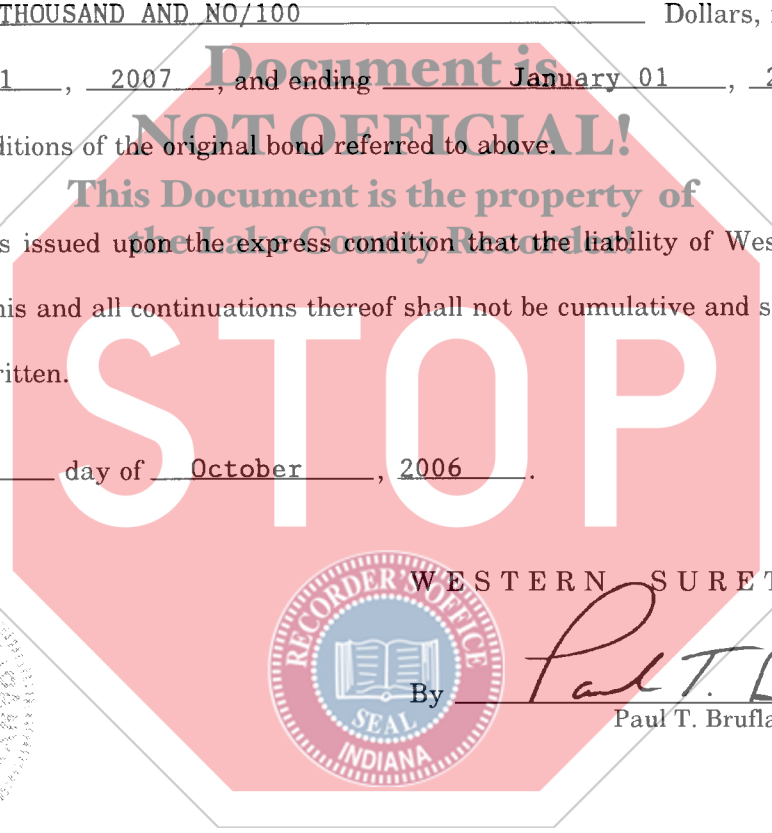 THOUSAND AND NO/100 Dollars,
1, 2007, and ending January 01, 2
Document is
NOT OFFICIAL!
ditions of the original bond referred to above.
This Document is the property of
the Lake County Recorder!
s issued upon the express condition that the liability of Wes
nis and all continuations thereof shall not be cumulative and s
ritten.
STOP
day of October, 2006.
WESTERN SURET
By Paul T.
Paul T. Brufla
RECORDER'S OFFICE
SEAL
INDIANA